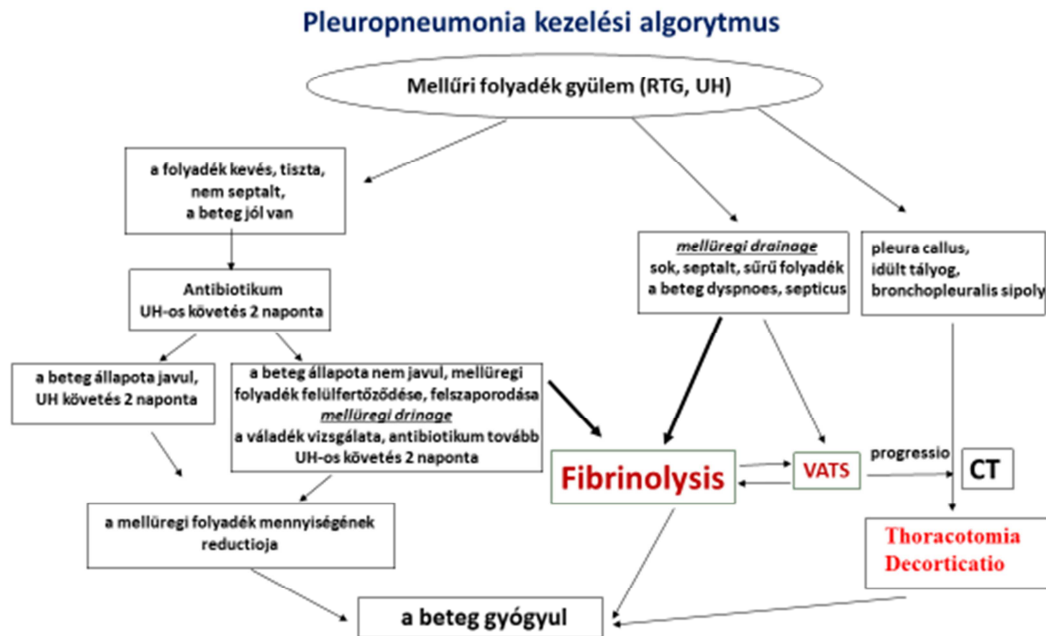 Pleuropneumonia kezelési algorytmus
Mellűri folyadék gyülem (RTG, UH)
a folyadék kevés, tiszta,
nem septalt,
a beteg jól van
mellüregi drainage
sok, septalt, sűrű folyadék
a beteg dyspnoes, septicus
pleura callus,
idült tályog,
bronchopleuralis sipoly
Antibiotikum
UH-os követés 2 naponta
a beteg állapota javul,
UH követés 2 naponta
a beteg állapota nem javul, mellüregi
folyadék felülfertőződése, felszaporodása
mellüregi drinage
a váladék vizsgálata, antibiotikum tovább
UH-os követés 2 naponta
Fibrinolysis
VATS
progressio
CT
a mellüregi folyadék mennyiségének
reductioja
Thoracotomia
Decorticatio
a beteg gyógyul